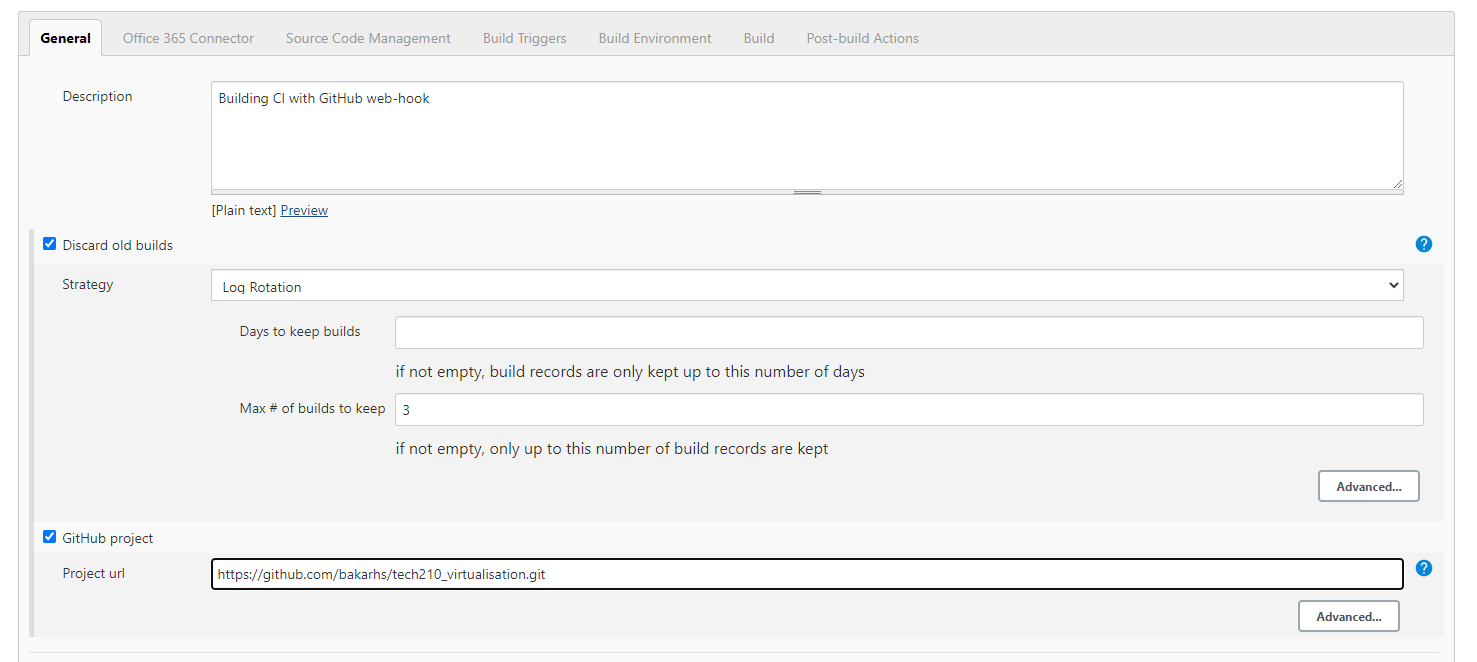 General Office 365 Connector Source Code Management Build Triggers Build Environment Build Post-build Actions
Description
Building CI with GitHub web-hook
[Plain text] Preview
Discard old builds
?
Strategy
Log Rotation
Days to keep builds
if not empty, build records are only kept up to this number of days
Max # of builds to keep
3
if not empty, only up to this number of build records are kept
Advanced...
GitHub project
Project url
https://github.com/bakarhs/tech210_virtualisation.git
?
Advanced...